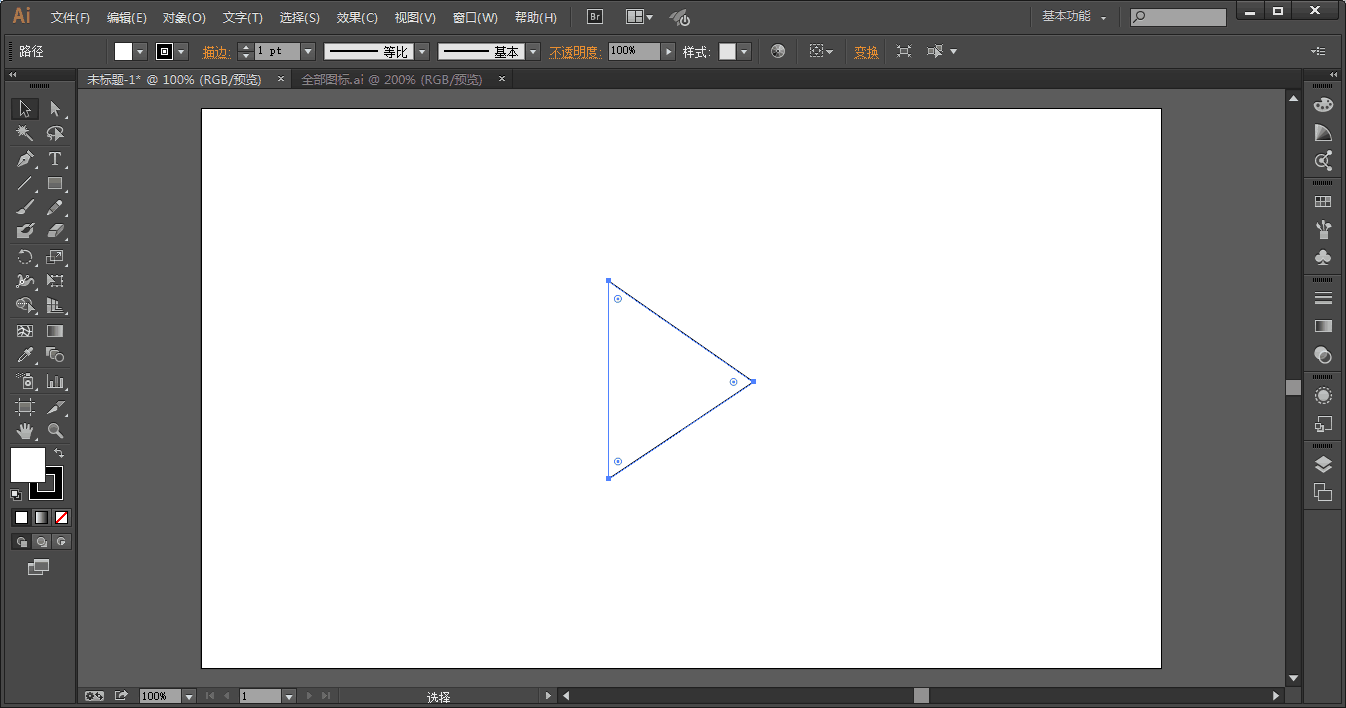 Ai 文件(F) 编辑(E) 对象(O) 文字(T) 选择(S) 效果(C) 视图(V) 窗口(W) 帮助(H) Br 基本功能
路径 描边: 1 pt 等比 基本 不透明度: 100% 样式: 变换
未标题-1* @ 100% (RGB/预览) × 全部图标.ai @ 200% (RGB/预览) ×
T
100% 1 选择